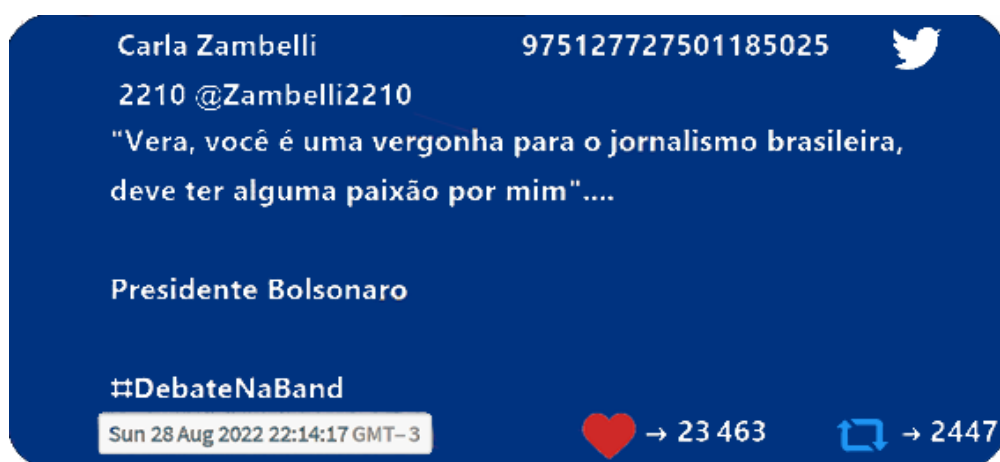 Carla Zambelli 975127727501185025
2210 @Zambelli2210
"Vera, você é uma vergonha para o jornalismo brasileira,
deve ter alguma paixão por mim"....
Presidente Bolsonaro
#DebateNaBand
Sun 28 Aug 2022 22:14:17 GMT−3 → 23 463 → 2447